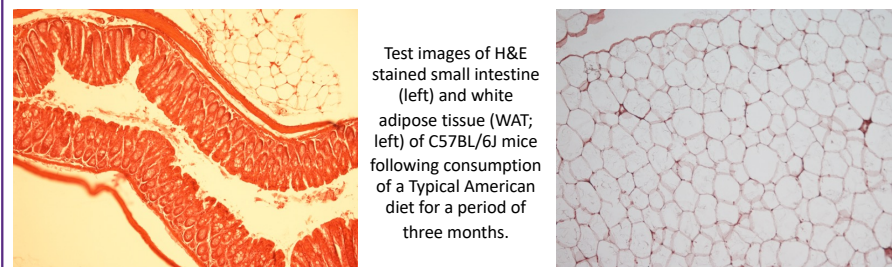 Test images of H&E
stained small intestine
(left) and white
adipose tissue (WAT;
left) of C57BL/6J mice
following consumption
of a Typical American
diet for a period of
three months.